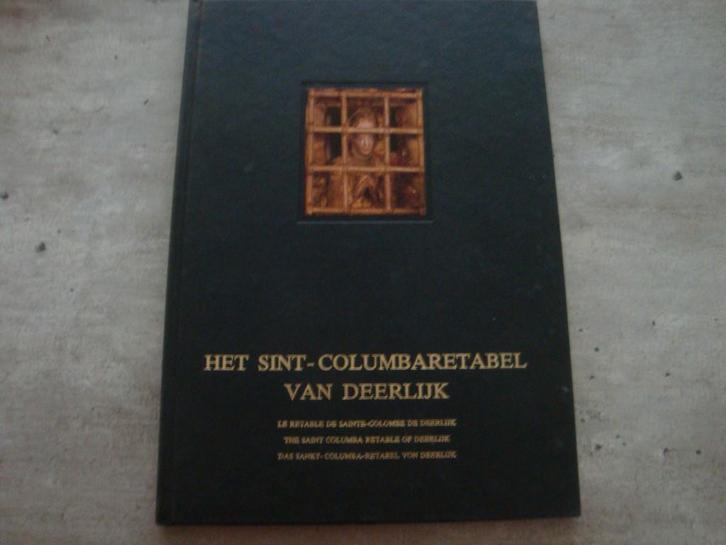 HET SINT-COLUMBARETABEL
VAN DEERLIJK
LE RETABLE DE SAINTE-COLOMBE DE DEERLIJK
THE SAINT COLUMBA RETABLE OF DEERLIJK
DAS SANKT-COLUMBA-RETABEL VON DEERLIJK